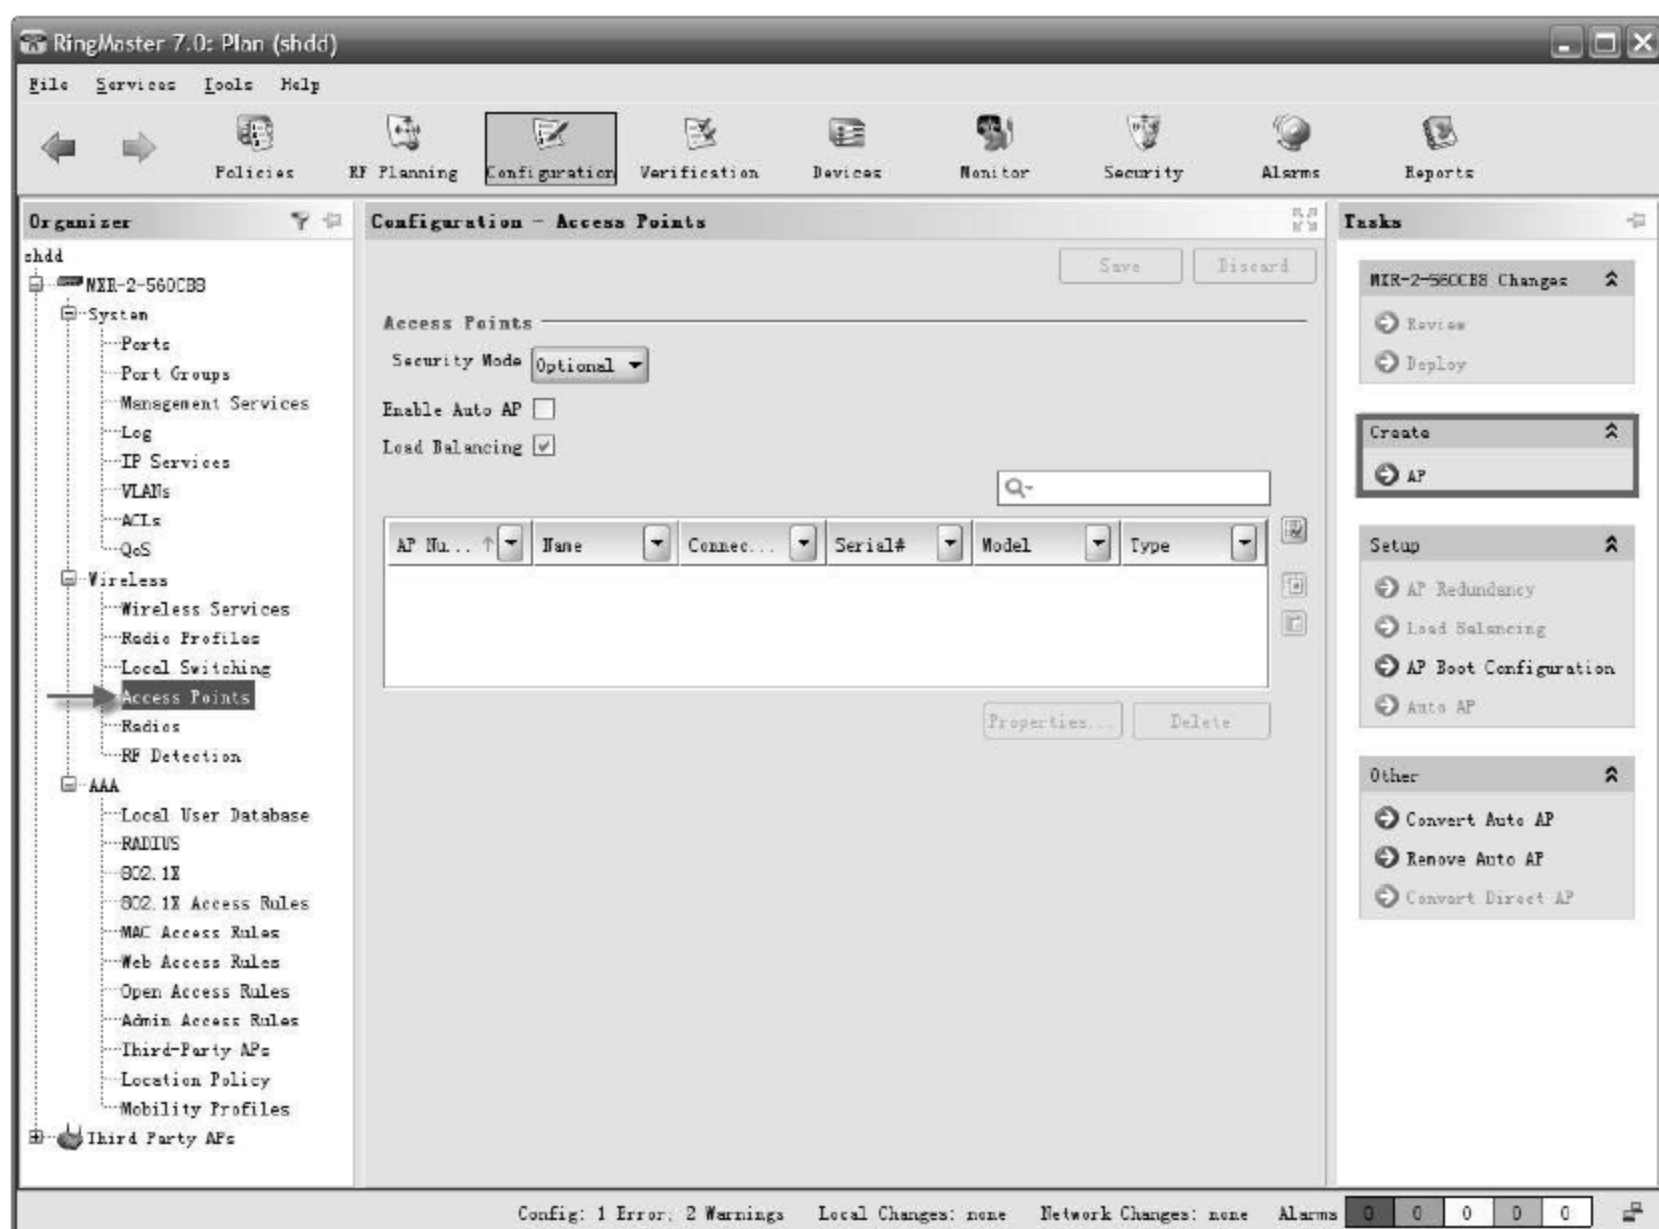 RingMaster 7.0: Plan (shdd)
File Services Tools Help
Policies RF Planning Configuration Verification Devices Monitor Security Alarms Reports
Organizer
shdd
MXR-2-560CB8
System
Ports
Port Groups
Management Services
Log
IP Services
VLANs
ACLs
QoS
Wireless
Wireless Services
Radio Profiles
Local Switching
Access Points
Radios
RF Detection
AAA
Local User Database
RADIUS
802.1X
802.1X Access Rules
MAC Access Rules
Web Access Rules
Open Access Rules
Admin Access Rules
Third-Party APs
Location Policy
Mobility Profiles
Third Party APs
Configuration - Access Points
Save Discard
Access Points
Security Mode Optional
Enable Auto AP
Load Balancing
AP Nu... Name Connec... Serial# Model Type
Properties... Delete
Tasks
MXR-2-560CB8 Changes
Review
Deploy
Create
AP
Setup
AP Redundancy
Load Balancing
AP Boot Configuration
Auto AP
Other
Convert Auto AP
Remove Auto AP
Convert Direct AP
Config: 1 Error, 2 Warnings Local Changes: none Network Changes: none Alarms 0 0 0 0 0